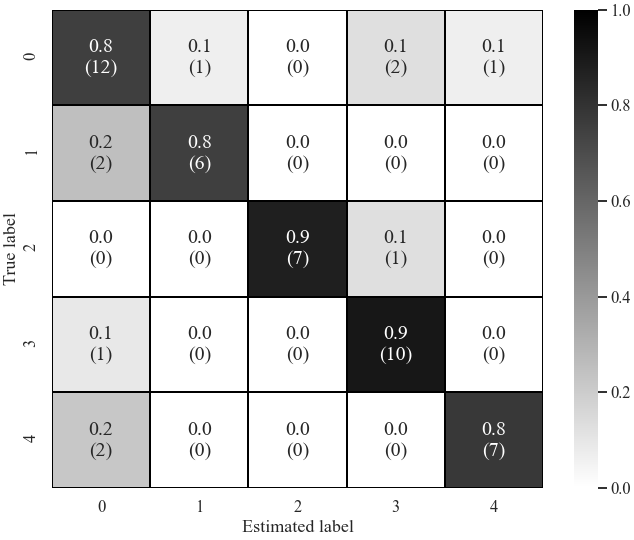 0.8 0.1 0.0 0.1 0.1
(12) (1) (0) (2) (1)
0
0.2 0.8 0.0 0.0 0.0
(2) (6) (0) (0) (0)
1
0.0 0.0 0.9 0.1 0.0
(0) (0) (7) (1) (0)
2
0.1 0.0 0.0 0.9 0.0
(1) (0) (0) (10) (0)
3
0.2 0.0 0.0 0.0 0.8
(2) (0) (0) (0) (7)
4
True label
0 1 2 3 4
Estimated label
1.0
0.8
0.6
0.4
0.2
0.0